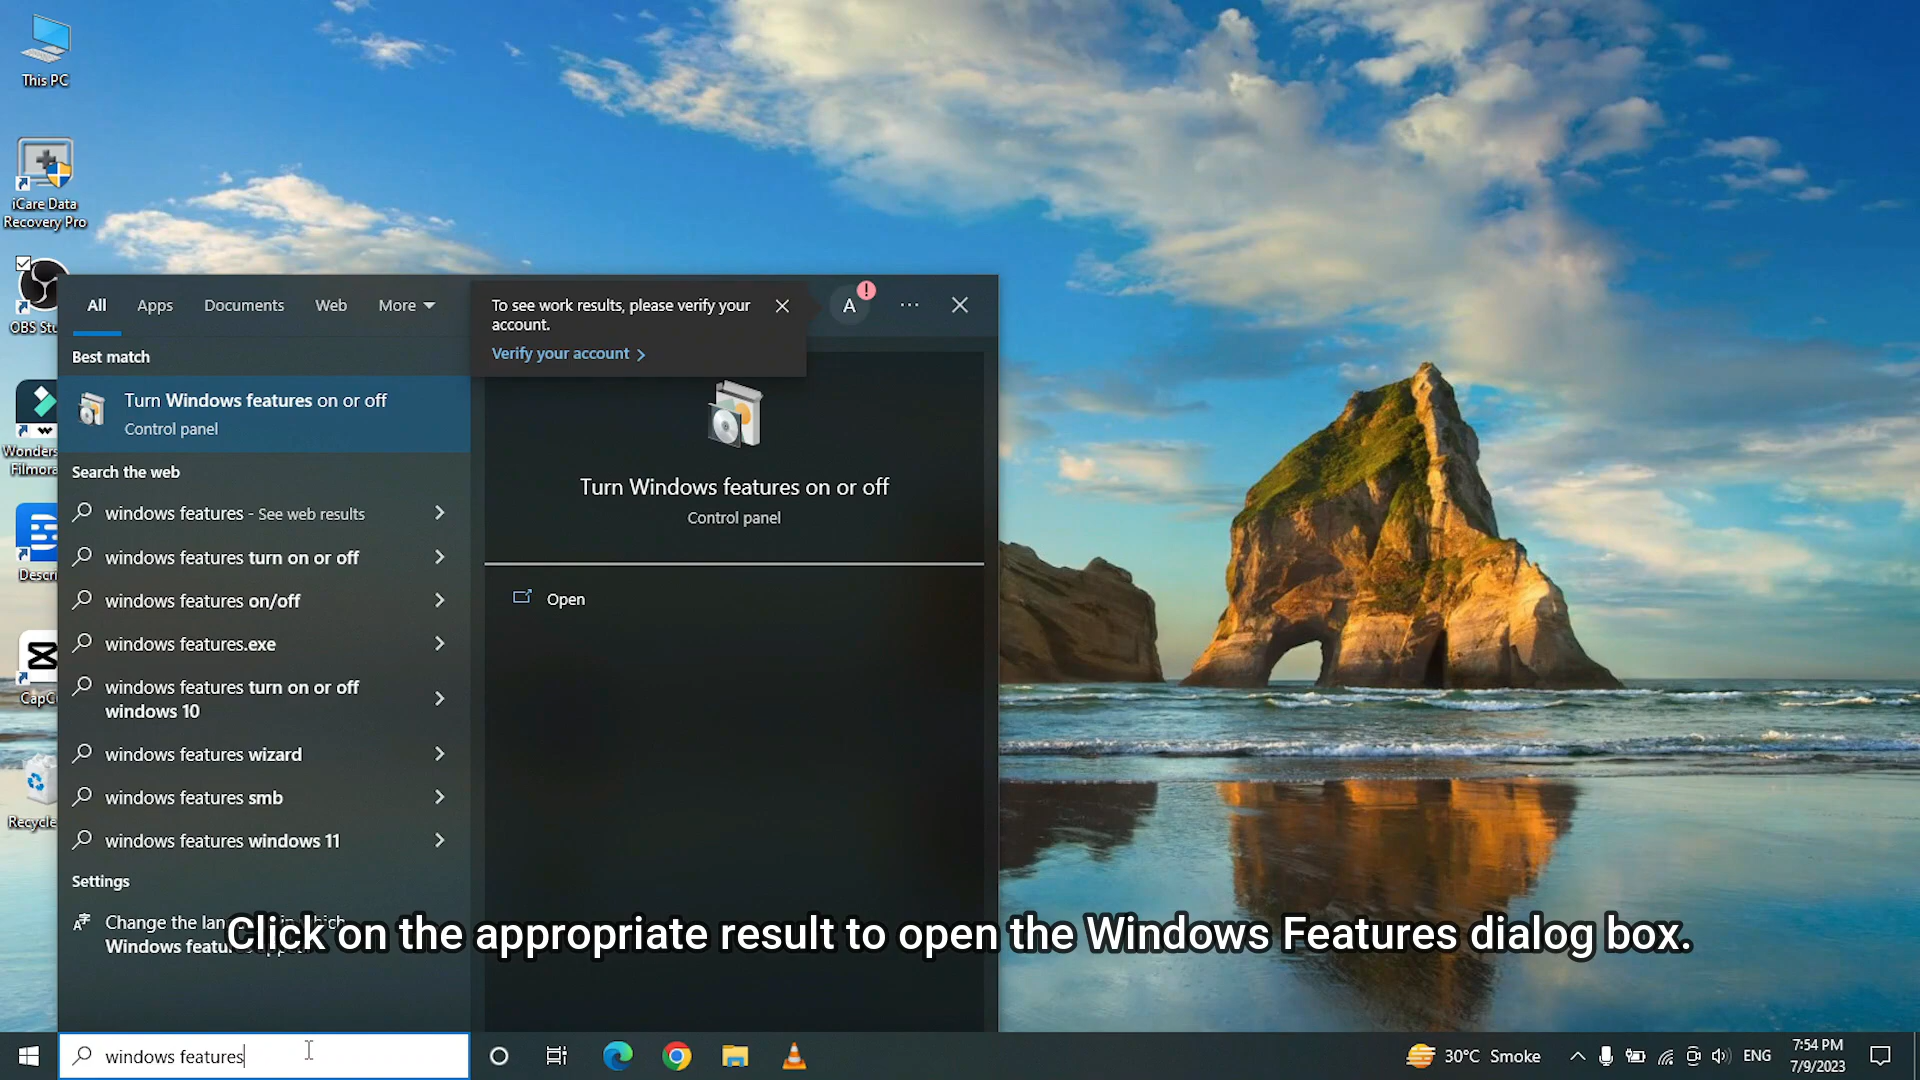 This PC
iCare Data
Recovery Pro
OBS Stu
Wonders
Filmora
Descri
CapCu
Recycle
All
Apps
Documents
Web
More
To see work results, please verify your
account.
Verify your account
A
!
Best match
Turn Windows features on or off
Control panel
Search the web
windows features - See web results
windows features turn on or off
windows features on/off
windows features.exe
windows features turn on or off
windows 10
windows features wizard
windows features smb
windows features windows 11
Settings
Change the lan
Windows featu
Turn Windows features on or off
Control panel
Open
Click on the appropriate result to open the Windows Features dialog box.
windows features
30°C Smoke
ENG
7:54 PM
7/9/2023